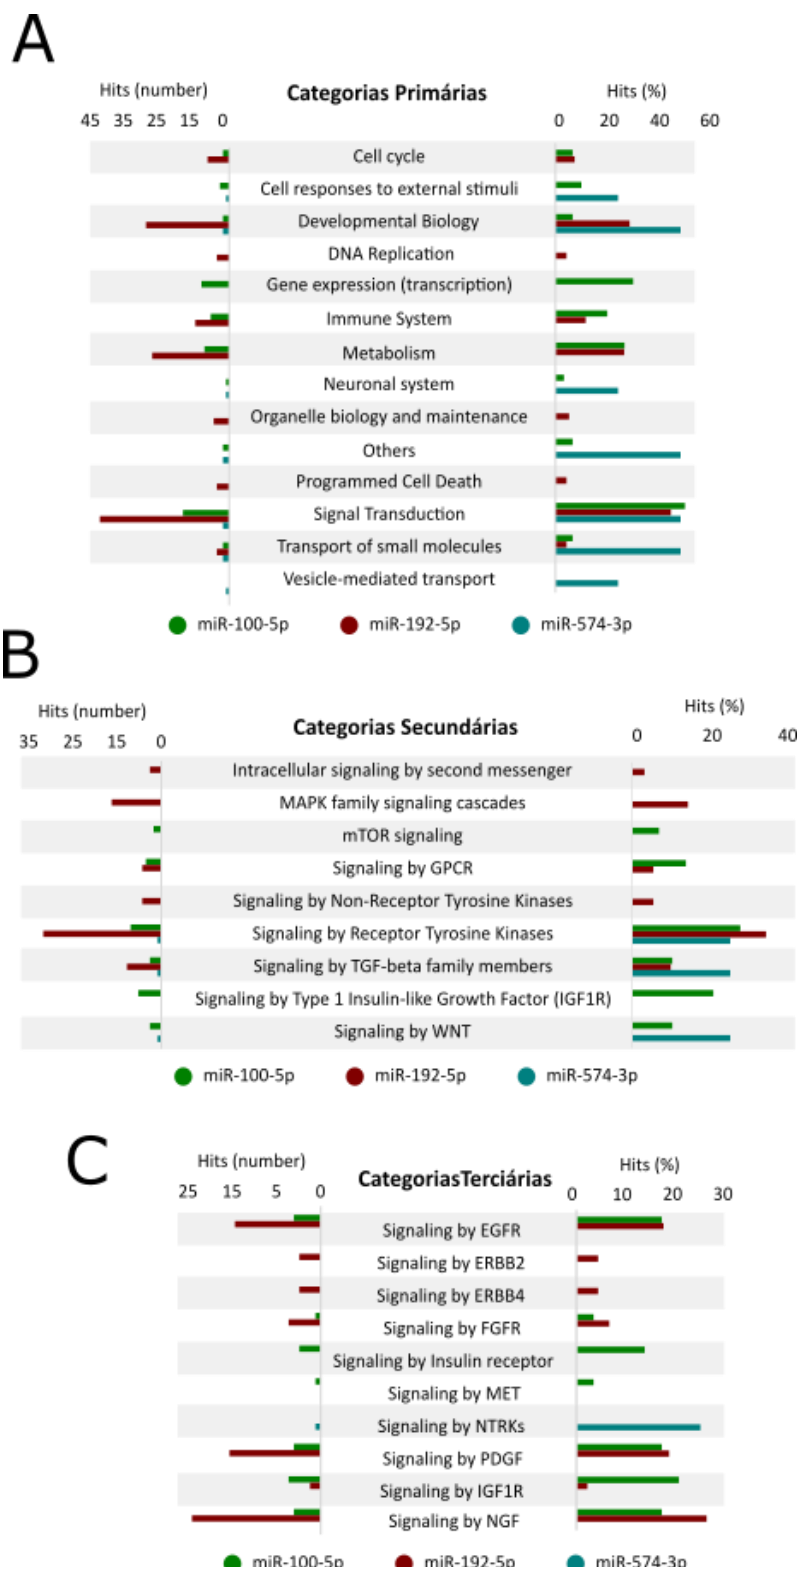 A
Hits (number) Categorias Primárias Hits (%)
45 35 25 15 0 0 20 40 60
Cell cycle
Cell responses to external stimuli
Developmental Biology
DNA Replication
Gene expression (transcription)
Immune System
Metabolism
Neuronal system
Organelle biology and maintenance
Others
Programmed Cell Death
Signal Transduction
Transport of small molecules
Vesicle-mediated transport
miR-100-5p miR-192-5p miR-574-3p
B
Hits (number) Categorias Secundárias Hits (%)
35 25 15 0 0 20 40
Intracellular signaling by second messenger
MAPK family signaling cascades
mTOR signaling
Signaling by GPCR
Signaling by Non-Receptor Tyrosine Kinases
Signaling by Receptor Tyrosine Kinases
Signaling by TGF-beta family members
Signaling by Type 1 Insulin-like Growth Factor (IGF1R)
Signaling by WNT
miR-100-5p miR-192-5p miR-574-3p
C
Hits (number) CategoriasTerciárias Hits (%)
25 15 5 0 0 10 20 30
Signaling by EGFR
Signaling by ERBB2
Signaling by ERBB4
Signaling by FGFR
Signaling by Insulin receptor
Signaling by MET
Signaling by NTRKs
Signaling by PDGF
Signaling by IGF1R
Signaling by NGF
miR-100-5p miR-192-5p miR-574-3p